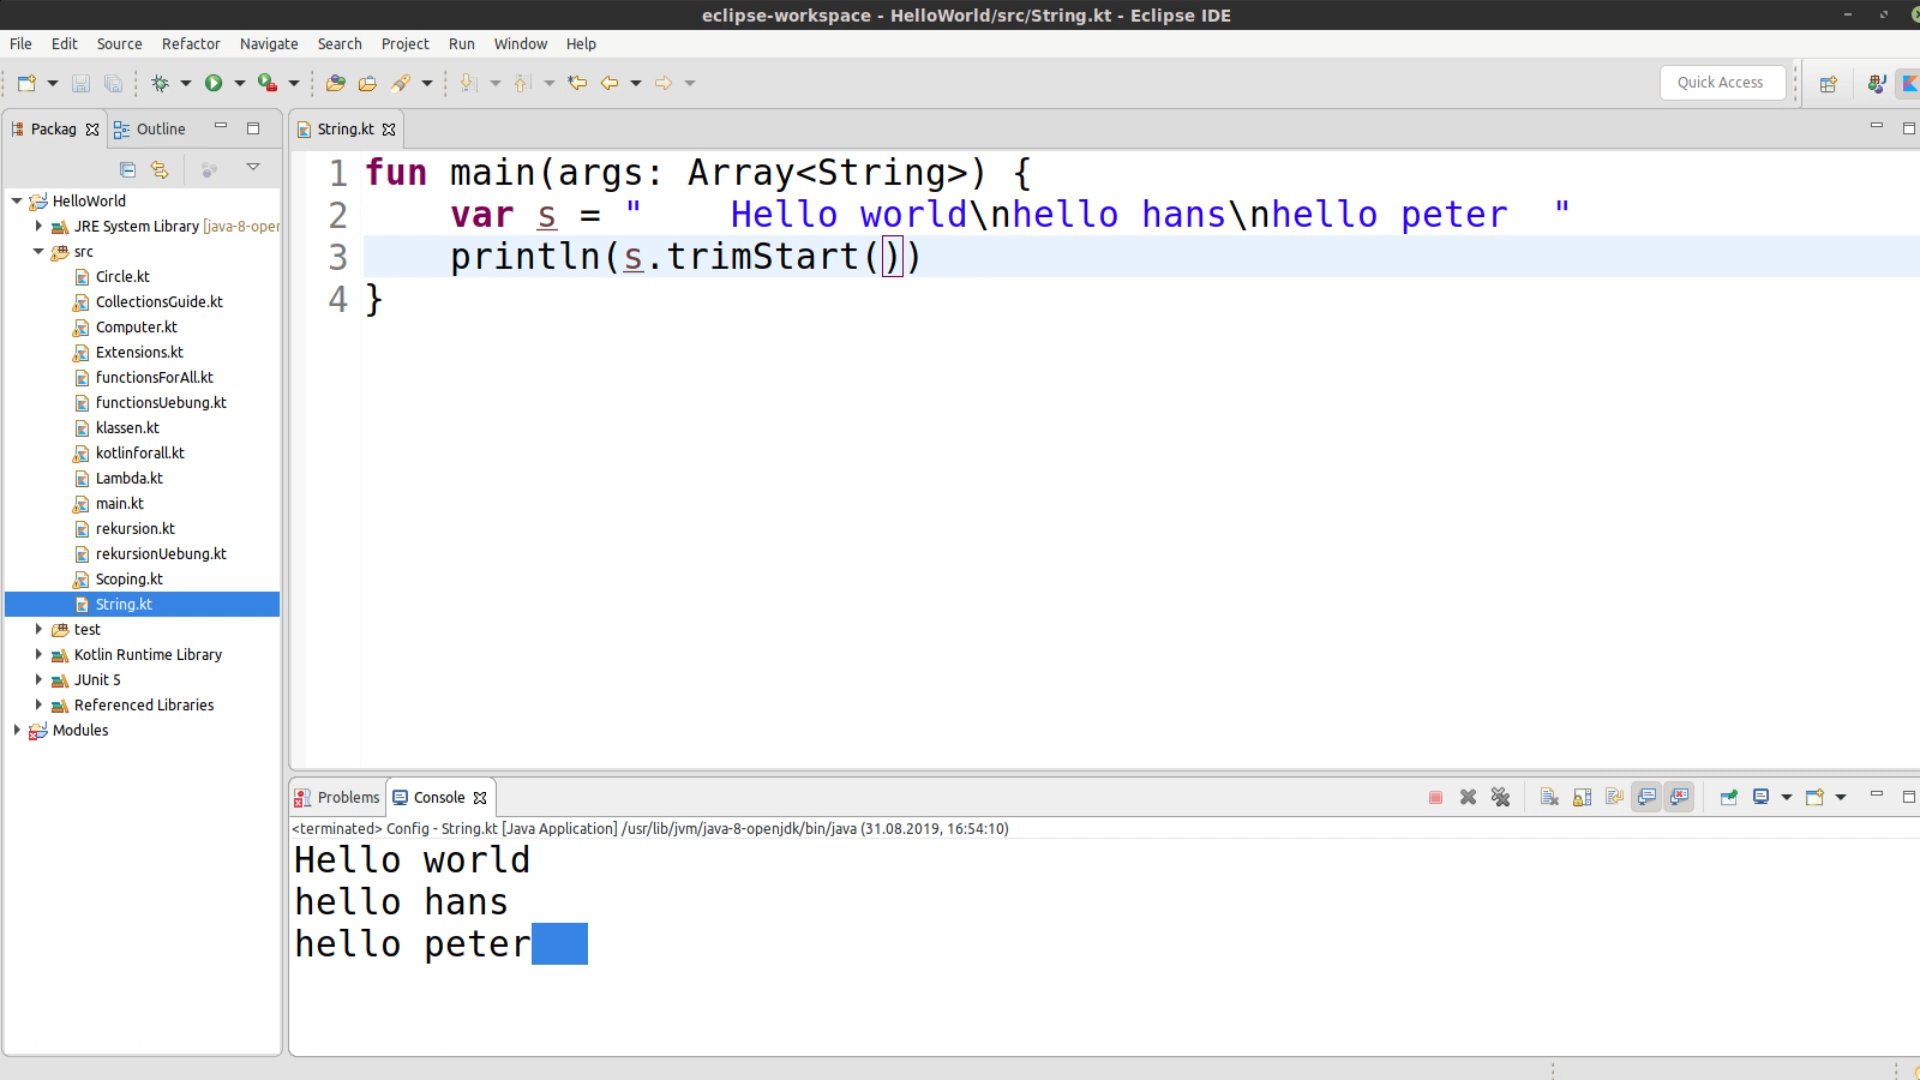 eclipse-workspace - HelloWorld/src/String.kt - Eclipse IDE
File Edit Source Refactor Navigate Search Project Run Window Help
Quick Access
Packag
Outline
String.kt
HelloWorld
JRE System Library [java-8-oper
src
Circle.kt
CollectionsGuide.kt
Computer.kt
Extensions.kt
functionsForAll.kt
functionsUebung.kt
klassen.kt
kotlinforall.kt
Lambda.kt
main.kt
rekursion.kt
rekursionUebung.kt
Scoping.kt
String.kt
test
Kotlin Runtime Library
JUnit 5
Referenced Libraries
Modules
1 fun main(args: Array<String>) {
2     var s = "    Hello world\nhello hans\nhello peter  "
3     println(s.trimStart())
4 }
Problems
Console
<terminated> Config - String.kt [Java Application] /usr/lib/jvm/java-8-openjdk/bin/java (31.08.2019, 16:54:10)
Hello world
hello hans
hello peter